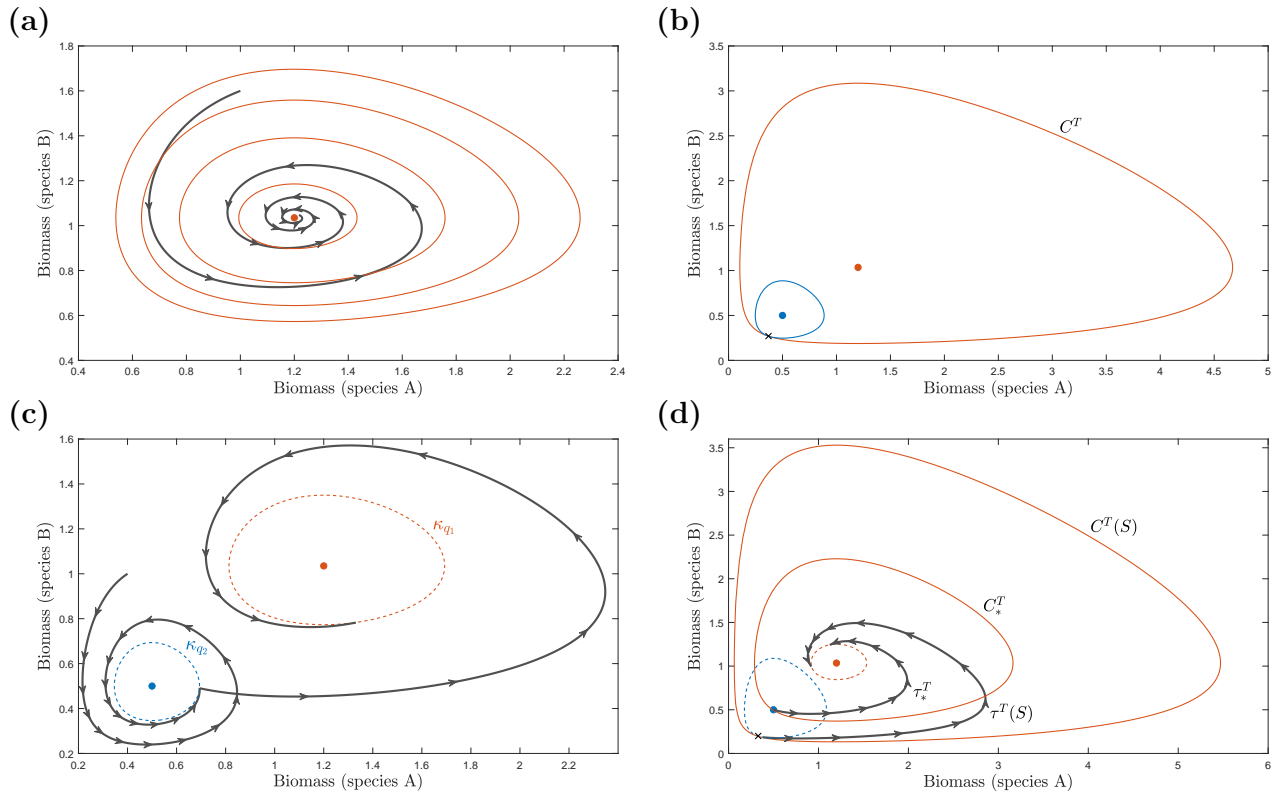 (a)
1.8
1.6
1.4
1.2
1
0.8
0.6
0.4
Biomass (species B)
0.4 0.6 0.8 1 1.2 1.4 1.6 1.8 2 2.2 2.4
Biomass (species A)
(b)
3.5
3
2.5
2
1.5
1
0.5
0
Biomass (species B)
C^T
0 0.5 1 1.5 2 2.5 3 3.5 4 4.5 5
Biomass (species A)
(c)
1.6
1.4
1.2
1
0.8
0.6
0.4
0.2
Biomass (species B)
κ_{q_1}
κ_{q_2}
0.2 0.4 0.6 0.8 1 1.2 1.4 1.6 1.8 2 2.2
Biomass (species A)
(d)
3.5
3
2.5
2
1.5
1
0.5
0
Biomass (species B)
C^T(S)
C_*^T
τ_*^T
τ^T(S)
0 1 2 3 4 5 6
Biomass (species A)